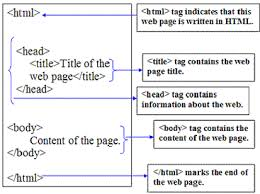 <html>
<head>
<title>Title of the
web page</title>
</head>
<body>
Content of the page.
</body>
</html>
<html> tag indicates that this
web page is written in HTML.
<title> tag contains the web
page title.
<head> tag contains
information about the web.
<body> tag contains the
content of the web page.
</html> marks the end of
the web page.